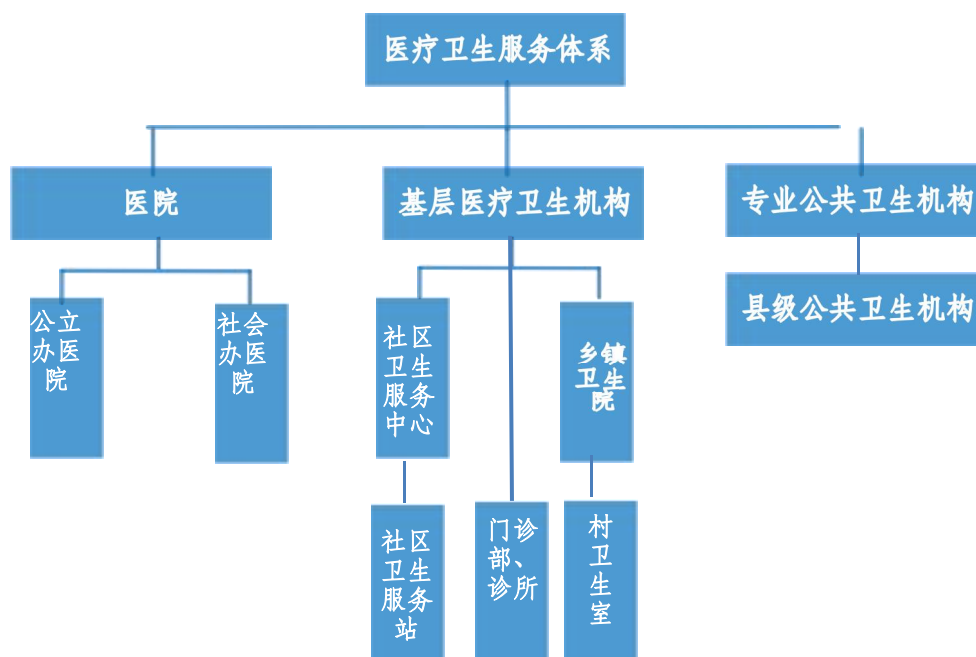 医疗卫生服务体系
医院
基层医疗卫生机构
专业公共卫生机构
县级公共卫生机构
公立
办医
院
社会
办医
院
社区
卫生
服务
中心
乡镇
卫生
院
社区
卫生
服务
站
门诊
部、
诊所
村
卫
生
室